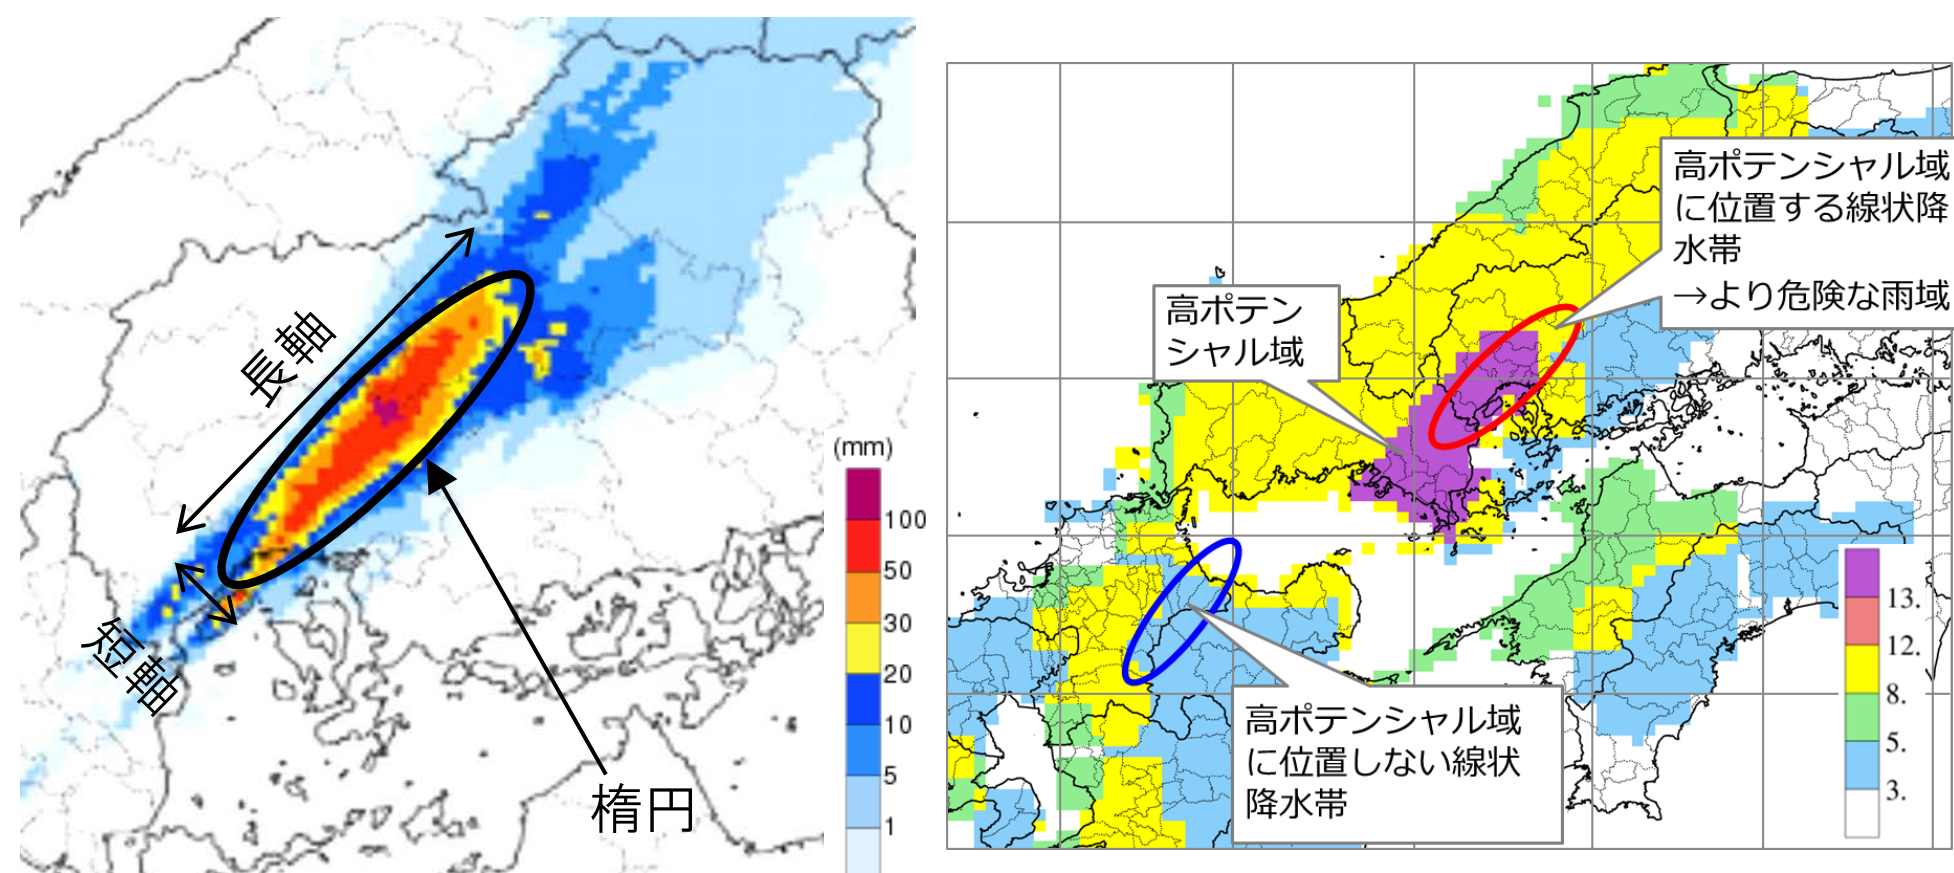 長軸
短軸
楕円
(mm)
100
50
30
20
10
5
1
高ポテンシャル域
に位置する線状降
水帯
→より危険な雨域
高ポテン
シャル域
高ポテンシャル域
に位置しない線状
降水帯
13.
12.
8.
5.
3.